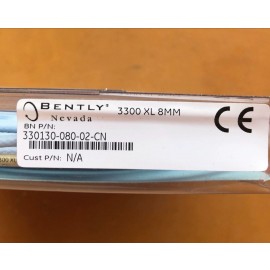 BENTLY® 3300 XL 8MM
Nevada
BN P/N:
330130-080-02-CN
Cust P/N: N/A
CE